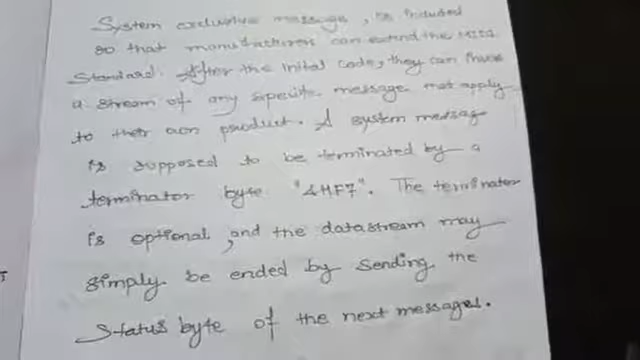 System exclusive message, is included
so that manufacturers can extend the MIDI
Standard. After the inital code, they can have
a stream of any specific message that apply
to their own product. A system messag
is supposed to be terminated by a
terminator byte "&HF7". The terminator
is optional, and the datastream may
simply be ended by sending the
Status byte of the next messages.